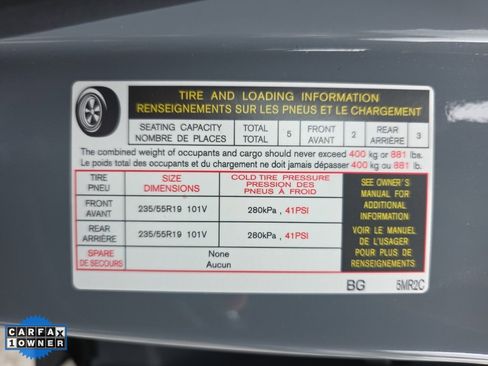 TIRE AND LOADING INFORMATION
RENSEIGNEMENTS SUR LES PNEUS ET LE CHARGEMENT
SEATING CAPACITY TOTAL 5 FRONT 2 REAR 3
NOMBRE DE PLACES TOTAL AVANT ARRIÈRE
The combined weight of occupants and cargo should never exceed 400 kg or 881 lbs.
Le poids total des occupants et du chargement ne doit jamais dépasser 400 kg or 881 lb.
TIRE SIZE COLD TIRE PRESSURE
PNEU DIMENSIONS PRESSION DES
PNEUS À FROID
FRONT 235/55R19 101V 280kPa , 41PSI
AVANT
REAR 235/55R19 101V 280kPa , 41PSI
ARRIÈRE
SPARE None
DE SECOURS Aucun
SEE OWNER'S
MANUAL FOR
ADDITIONAL
INFORMATION
VOIR LE MANUEL
DE L'USAGER
POUR PLUS DE
RENSEIGNEMENTS
BG 5MR2C
CARFAX
1 OWNER